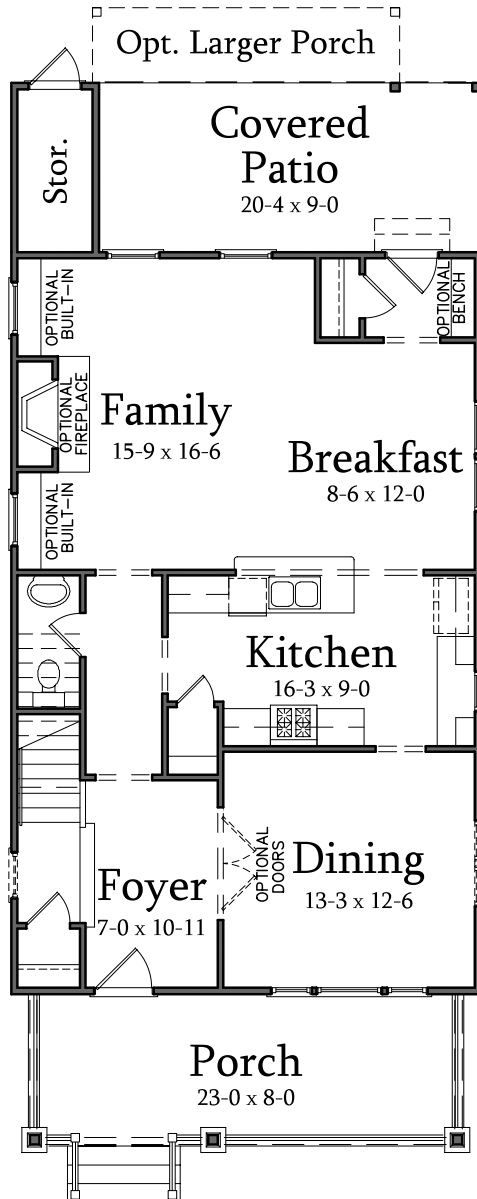 Opt. Larger Porch
Covered
Patio
20-4 x 9-0
Stor.
OPTIONAL
BUILT-IN
OPTIONAL
BENCH
OPTIONAL
FIREPLACE
Family
15-9 x 16-6
Breakfast
8-6 x 12-0
OPTIONAL
BUILT-IN
Kitchen
16-3 x 9-0
OPTIONAL
DOORS
Dining
13-3 x 12-6
Foyer
7-0 x 10-11
Porch
23-0 x 8-0